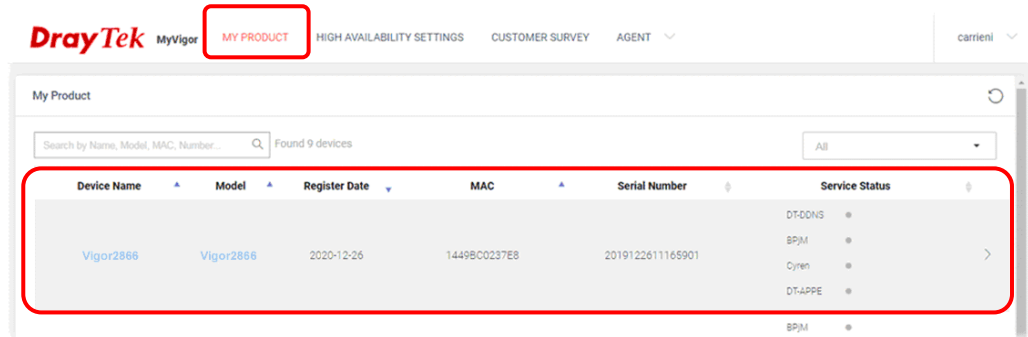 DrayTek MyVigor MY PRODUCT HIGH AVAILABILITY SETTINGS CUSTOMER SURVEY AGENT carrieni
My Product
Search by Name, Model, MAC, Number... Found 9 devices All
Device Name Model Register Date MAC Serial Number Service Status
DT-DDNS
BPjM
Vigor2866 Vigor2866 2020-12-26 1449BC0237E8 2019122611165901
Cyren
DT-APPE
BPjM